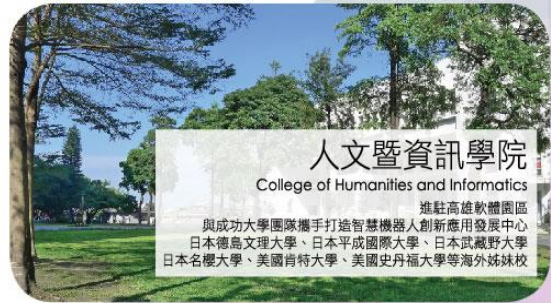 人文暨資訊學院
College of Humanities and Informatics
進駐高雄軟體園區
與成功大學團隊攜手打造智慧機器人創新應用發展中心
日本德島文理大學、日本平成國際大學、日本武藏野大學
日本名櫻大學、美國肯特大學、美國史丹福大學等海外姊妹校